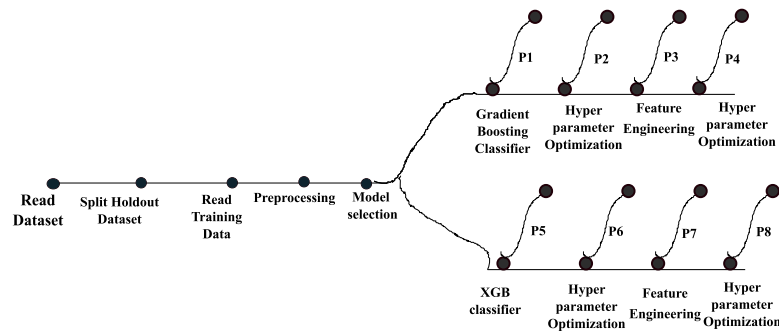 P1
P2
P3
P4
Gradient
Boosting
Classifier
Hyper
parameter
Optimization
Feature
Engineering
Hyper
parameter
Optimization
Read
Dataset
Split Holdout
Dataset
Read
Training
Data
Preprocessing
Model
selection
P5
P6
P7
P8
XGB
classifier
Hyper
parameter
Optimization
Feature
Engineering
Hyper
parameter
Optimization